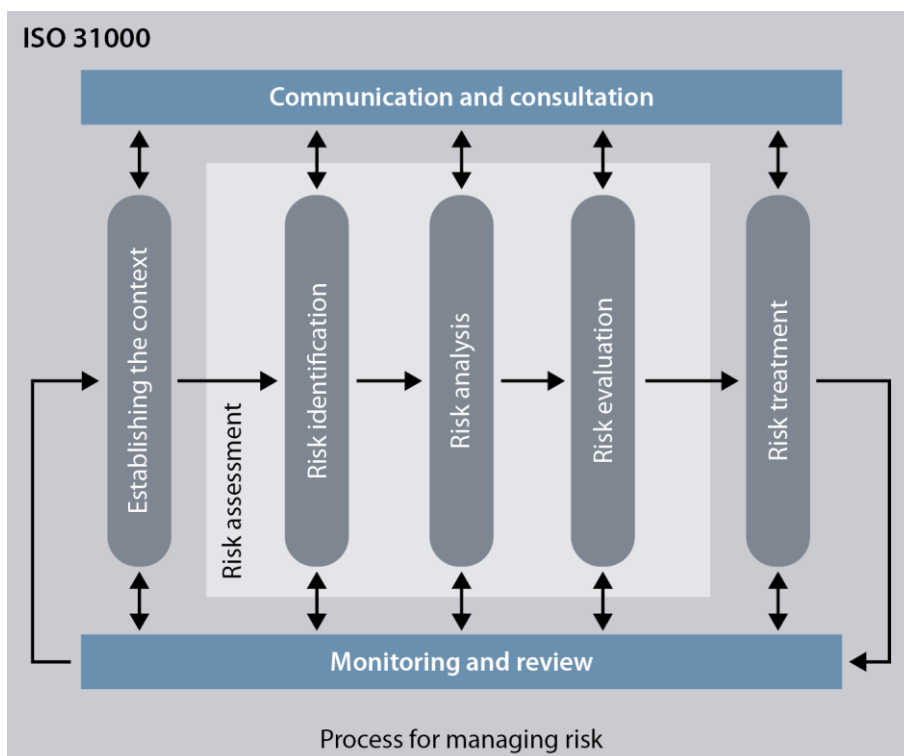 ISO 31000
Communication and consultation
Establishing the context
Risk assessment
Risk identification
Risk analysis
Risk evaluation
Risk treatment
Monitoring and review
Process for managing risk